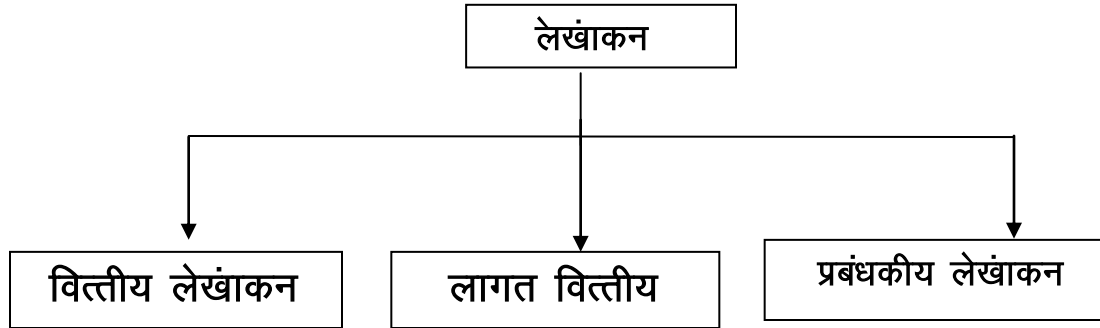 लेखांकन
वित्तीय लेखांकन
लागत वित्तीय
प्रबंधकीय लेखांकन